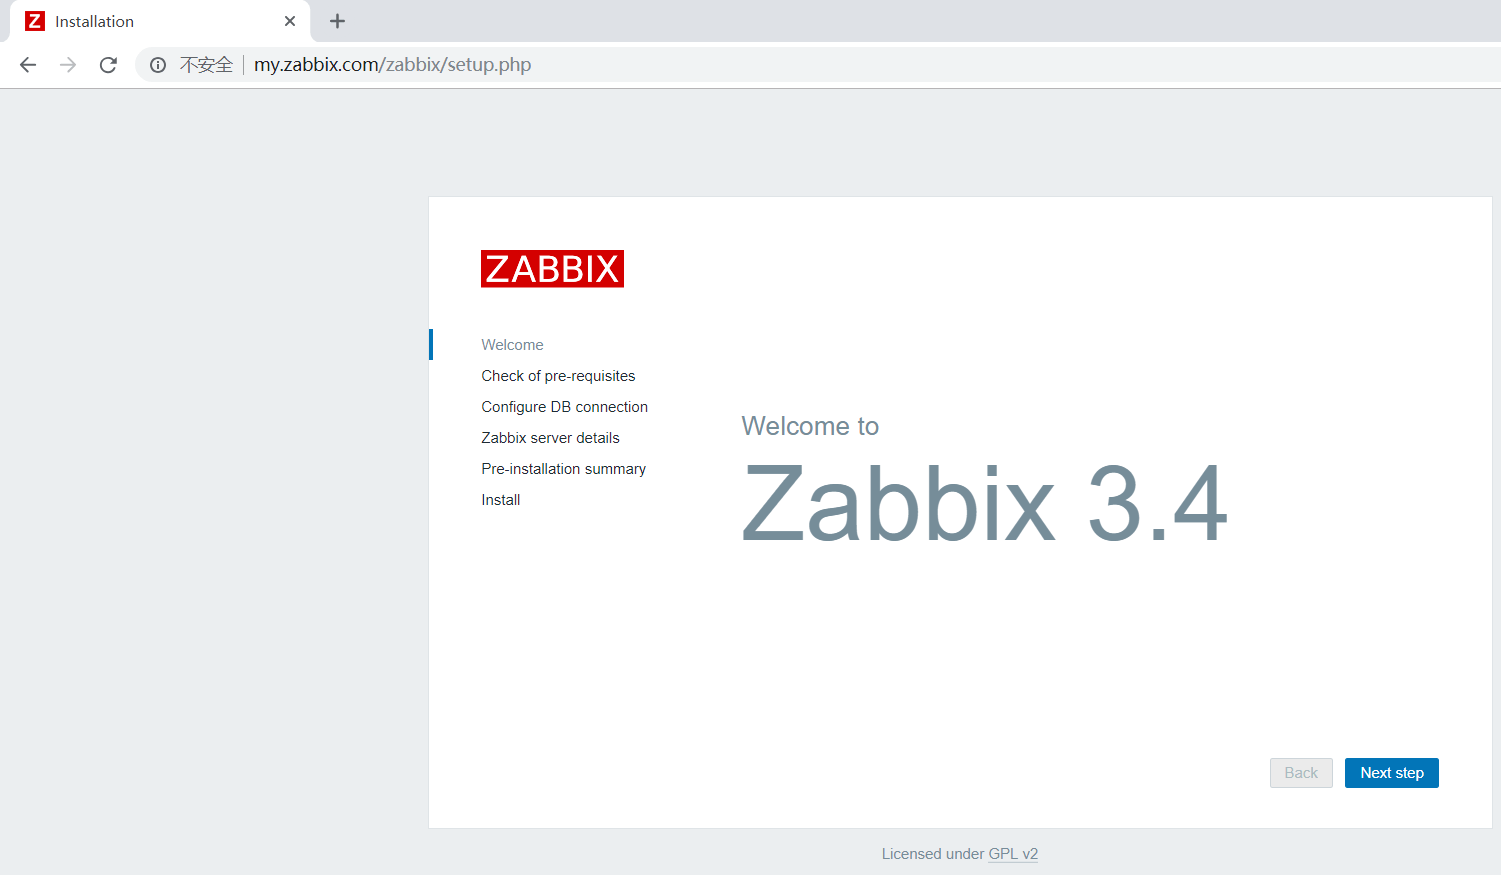 Z Installation
不安全 my.zabbix.com/zabbix/setup.php
ZABBIX
Welcome
Check of pre-requisites
Configure DB connection
Zabbix server details
Pre-installation summary
Install
Welcome to
Zabbix 3.4
Back Next step
Licensed under GPL v2